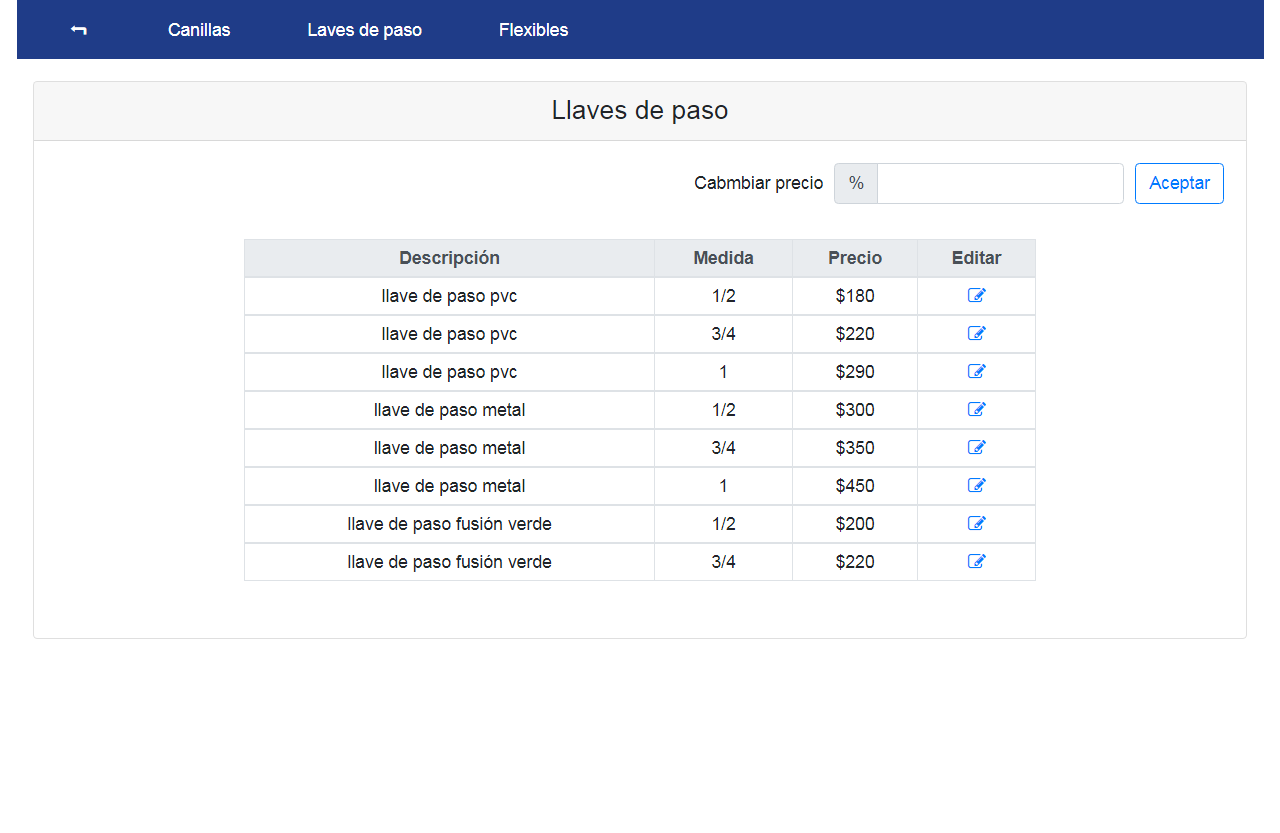 Canillas Laves de paso Flexibles
Llaves de paso
Cabmbiar precio % Aceptar
Descripción Medida Precio Editar
llave de paso pvc 1/2 $180
llave de paso pvc 3/4 $220
llave de paso pvc 1 $290
llave de paso metal 1/2 $300
llave de paso metal 3/4 $350
llave de paso metal 1 $450
llave de paso fusión verde 1/2 $200
llave de paso fusión verde 3/4 $220